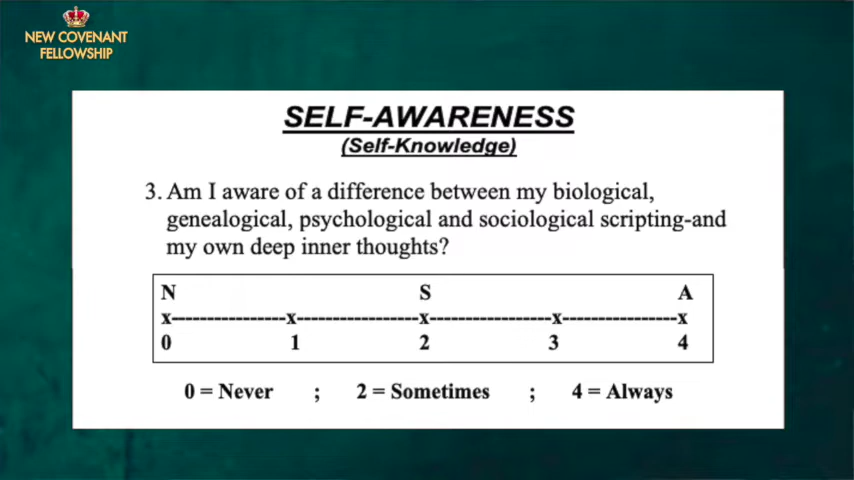 NEW COVENANT
FELLOWSHIP
SELF-AWARENESS
(Self-Knowledge)
3. Am I aware of a difference between my biological,
genealogical, psychological and sociological scripting-and
my own deep inner thoughts?
N S A
x----------------x-----------------x-----------------x----------------x
0 1 2 3 4
0 = Never ; 2 = Sometimes ; 4 = Always